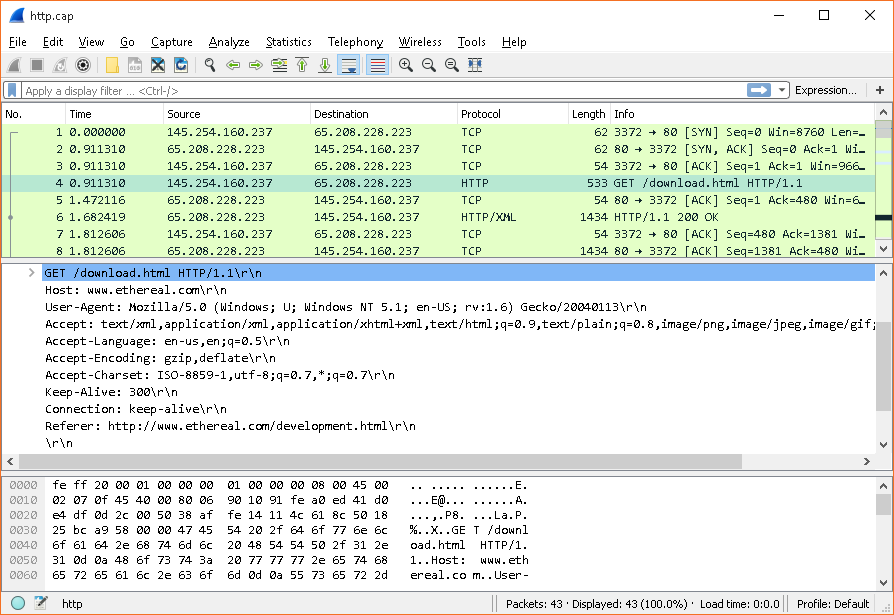 http.cap
File Edit View Go Capture Analyze Statistics Telephony Wireless Tools Help
Apply a display filter ... <Ctrl-/> Expression... +
No. Time Source Destination Protocol Length Info
1 0.000000 145.254.160.237 65.208.228.223 TCP 62 3372 → 80 [SYN] Seq=0 Win=8760 Len=…
2 0.911310 65.208.228.223 145.254.160.237 TCP 62 80 → 3372 [SYN, ACK] Seq=0 Ack=1 Wi…
3 0.911310 145.254.160.237 65.208.228.223 TCP 54 3372 → 80 [ACK] Seq=1 Ack=1 Win=966…
4 0.911310 145.254.160.237 65.208.228.223 HTTP 533 GET /download.html HTTP/1.1
5 1.472116 65.208.228.223 145.254.160.237 TCP 54 80 → 3372 [ACK] Seq=1 Ack=480 Win=6…
6 1.682419 65.208.228.223 145.254.160.237 HTTP/XML 1434 HTTP/1.1 200 OK
7 1.812606 145.254.160.237 65.208.228.223 TCP 54 3372 → 80 [ACK] Seq=480 Ack=1381 Wi…
8 1.812606 65.208.228.223 145.254.160.237 TCP 1434 80 → 3372 [ACK] Seq=1381 Ack=480 Wi…
GET /download.html HTTP/1.1\r\n
Host: www.ethereal.com\r\n
User-Agent: Mozilla/5.0 (Windows; U; Windows NT 5.1; en-US; rv:1.6) Gecko/20040113\r\n
Accept: text/xml,application/xml,application/xhtml+xml,text/html;q=0.9,text/plain;q=0.8,image/png,image/jpeg,image/gif;
Accept-Language: en-us,en;q=0.5\r\n
Accept-Encoding: gzip,deflate\r\n
Accept-Charset: ISO-8859-1,utf-8;q=0.7,*;q=0.7\r\n
Keep-Alive: 300\r\n
Connection: keep-alive\r\n
Referer: http://www.ethereal.com/development.html\r\n
\r\n
0000 fe ff 20 00 01 00 00 00 01 00 00 00 08 00 45 00 .. ..... ......E.
0010 02 07 0f 45 40 00 80 06 90 10 91 fe a0 ed 41 d0 ...E@... ......A.
0020 e4 df 0d 2c 00 50 38 af fe 14 11 4c 61 8c 50 18 ...,.P8. ...La.P.
0030 25 bc a9 58 00 00 47 45 54 20 2f 64 6f 77 6e 6c %..X..GE T /downl
0040 6f 61 64 2e 68 74 6d 6c 20 48 54 54 50 2f 31 2e oad.html HTTP/1.
0050 31 0d 0a 48 6f 73 74 3a 20 77 77 77 2e 65 74 68 1..Host: www.eth
0060 65 72 65 61 6c 2e 63 6f 6d 0d 0a 55 73 65 72 2d ereal.co m..User-
http Packets: 43 · Displayed: 43 (100.0%) · Load time: 0:0.0 Profile: Default